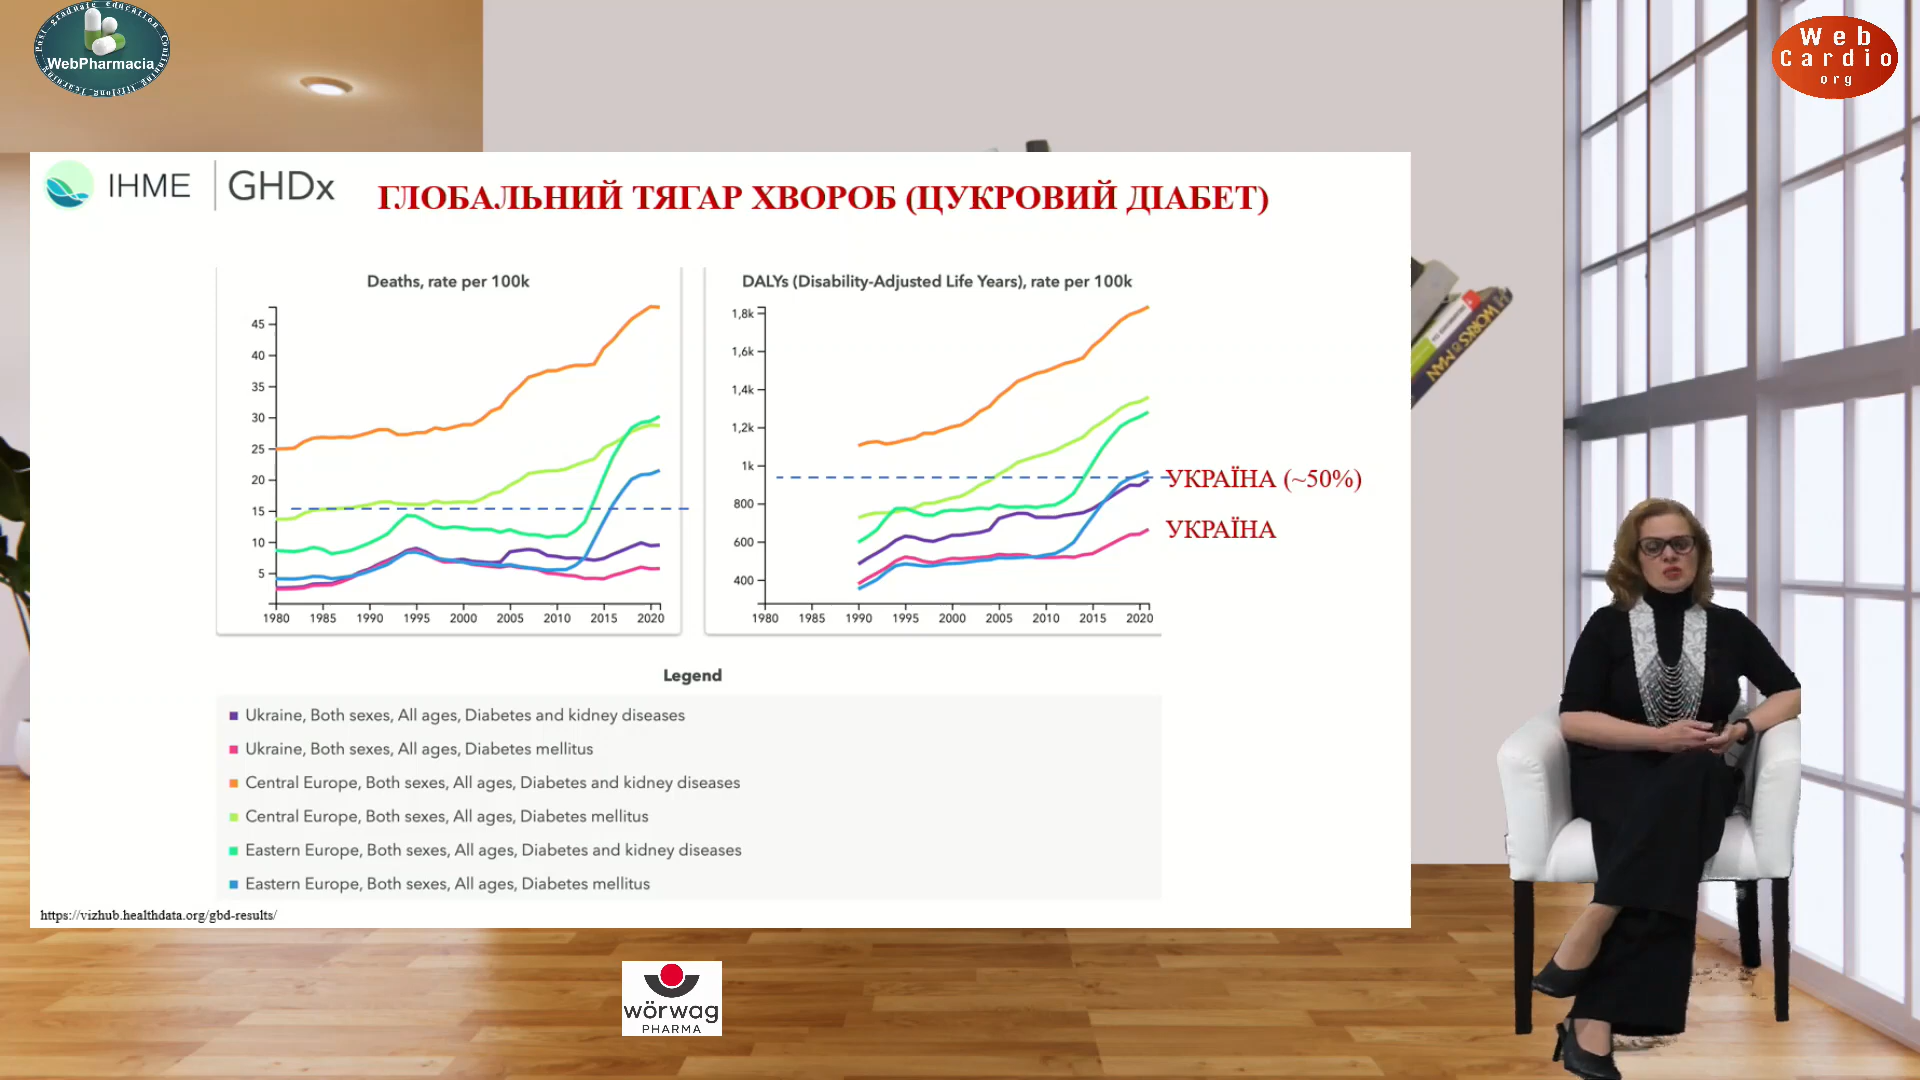 Post-graduate Education Continuing lifelong learning
WebPharmacia
Web
Cardio
org
IHME
GHDx
ГЛОБАЛЬНИЙ ТЯГАР ХВОРОБ (ЦУКРОВИЙ ДІАБЕТ)
Deaths, rate per 100k
45
40
35
30
25
20
15
10
5
1980 1985 1990 1995 2000 2005 2010 2015 2020
DALYs (Disability-Adjusted Life Years), rate per 100k
1,8k
1,6k
1,4k
1,2k
1k
800
600
400
1980 1985 1990 1995 2000 2005 2010 2015 2020
УКРАЇНА (~50%)
УКРАЇНА
Legend
Ukraine, Both sexes, All ages, Diabetes and kidney diseases
Ukraine, Both sexes, All ages, Diabetes mellitus
Central Europe, Both sexes, All ages, Diabetes and kidney diseases
Central Europe, Both sexes, All ages, Diabetes mellitus
Eastern Europe, Both sexes, All ages, Diabetes and kidney diseases
Eastern Europe, Both sexes, All ages, Diabetes mellitus
https://vizhub.healthdata.org/gbd-results/
wörwag
PHARMA